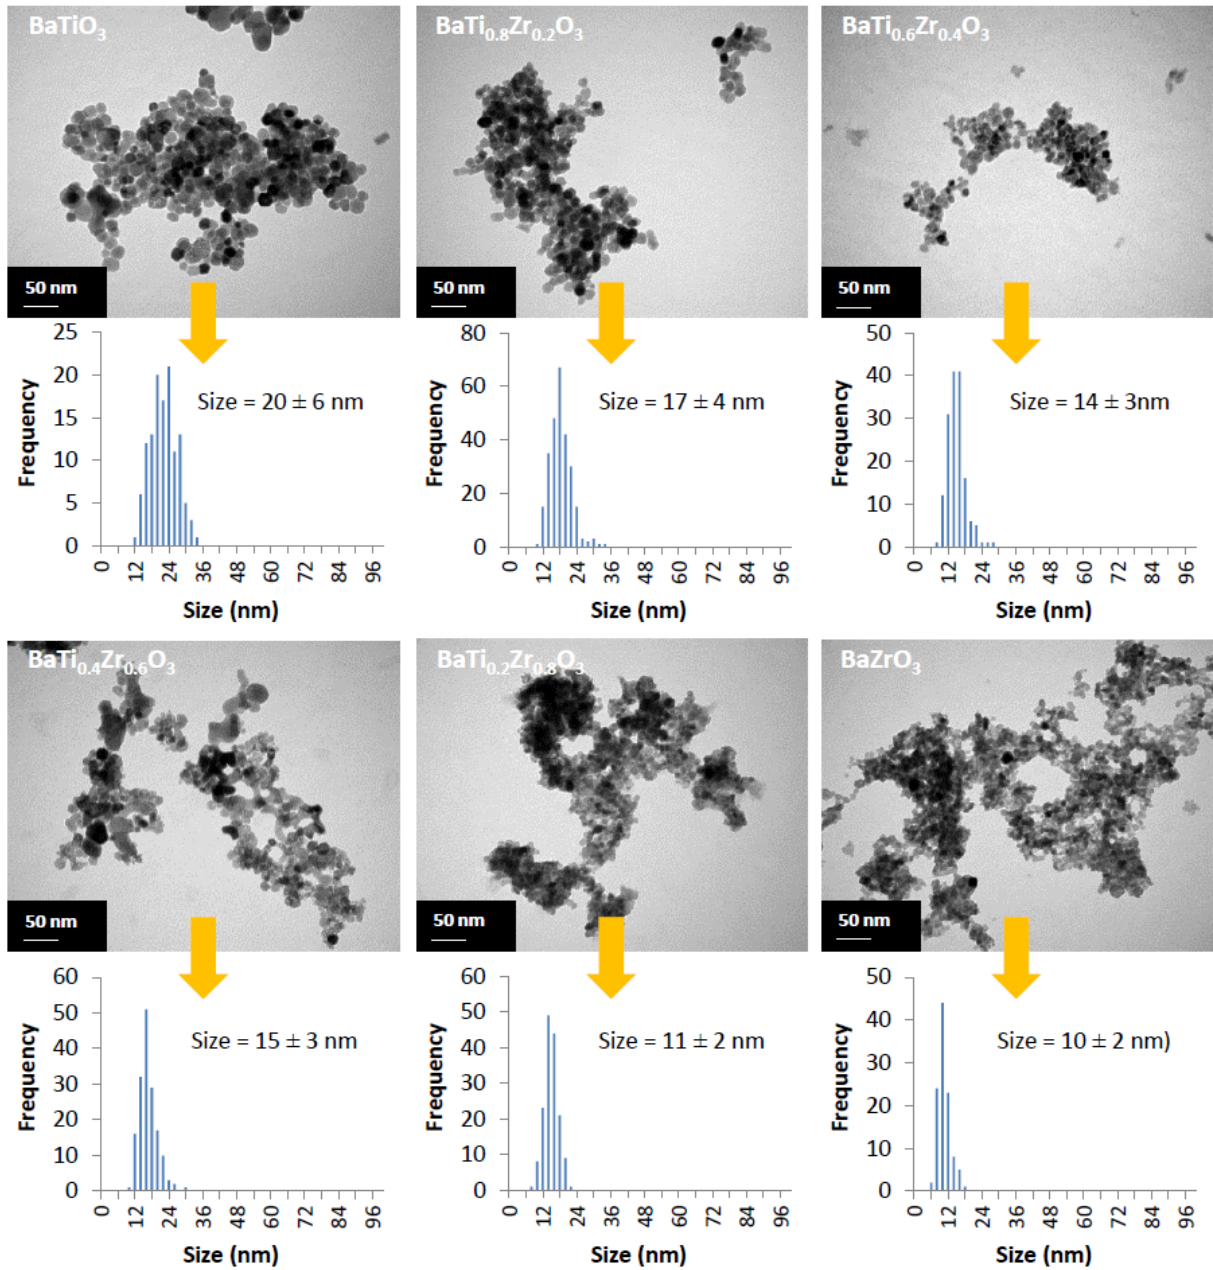 BaTiO3
BaTi0.8Zr0.2O3
BaTi0.6Zr0.4O3
50 nm
50 nm
50 nm
25
20
15
10
5
0
Frequency
Size = 20 ± 6 nm
0 12 24 36 48 60 72 84 96
Size (nm)
80
60
40
20
0
Frequency
Size = 17 ± 4 nm
0 12 24 36 48 60 72 84 96
Size (nm)
50
40
30
20
10
0
Frequency
Size = 14 ± 3nm
0 12 24 36 48 60 72 84 96
Size (nm)
BaTi0.4Zr0.6O3
BaTi0.2Zr0.8O3
BaZrO3
50 nm
50 nm
50 nm
60
50
40
30
20
10
0
Frequency
Size = 15 ± 3 nm
0 12 24 36 48 60 72 84 96
Size (nm)
60
50
40
30
20
10
0
Frequency
Size = 11 ± 2 nm
0 12 24 36 48 60 72 84 96
Size (nm)
50
40
30
20
10
0
Frequency
Size = 10 ± 2 nm)
0 12 24 36 48 60 72 84 96
Size (nm)